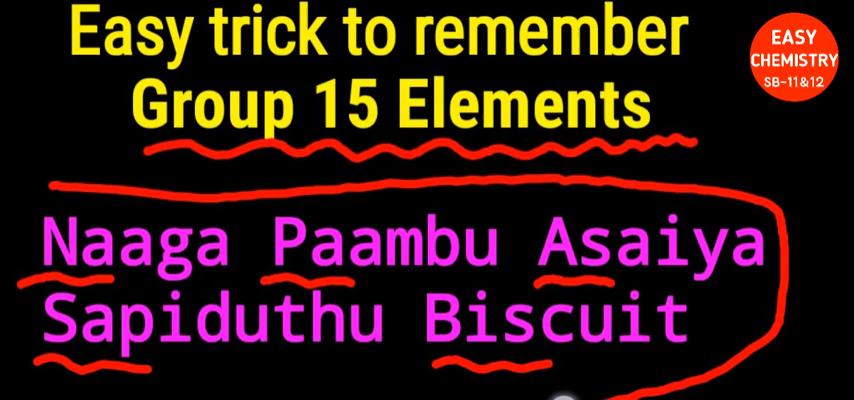 Easy trick to remember
Group 15 Elements
EASY
CHEMISTRY
SB-11&12
Naaga Paambu Asaiya
Sapiduthu Biscuit